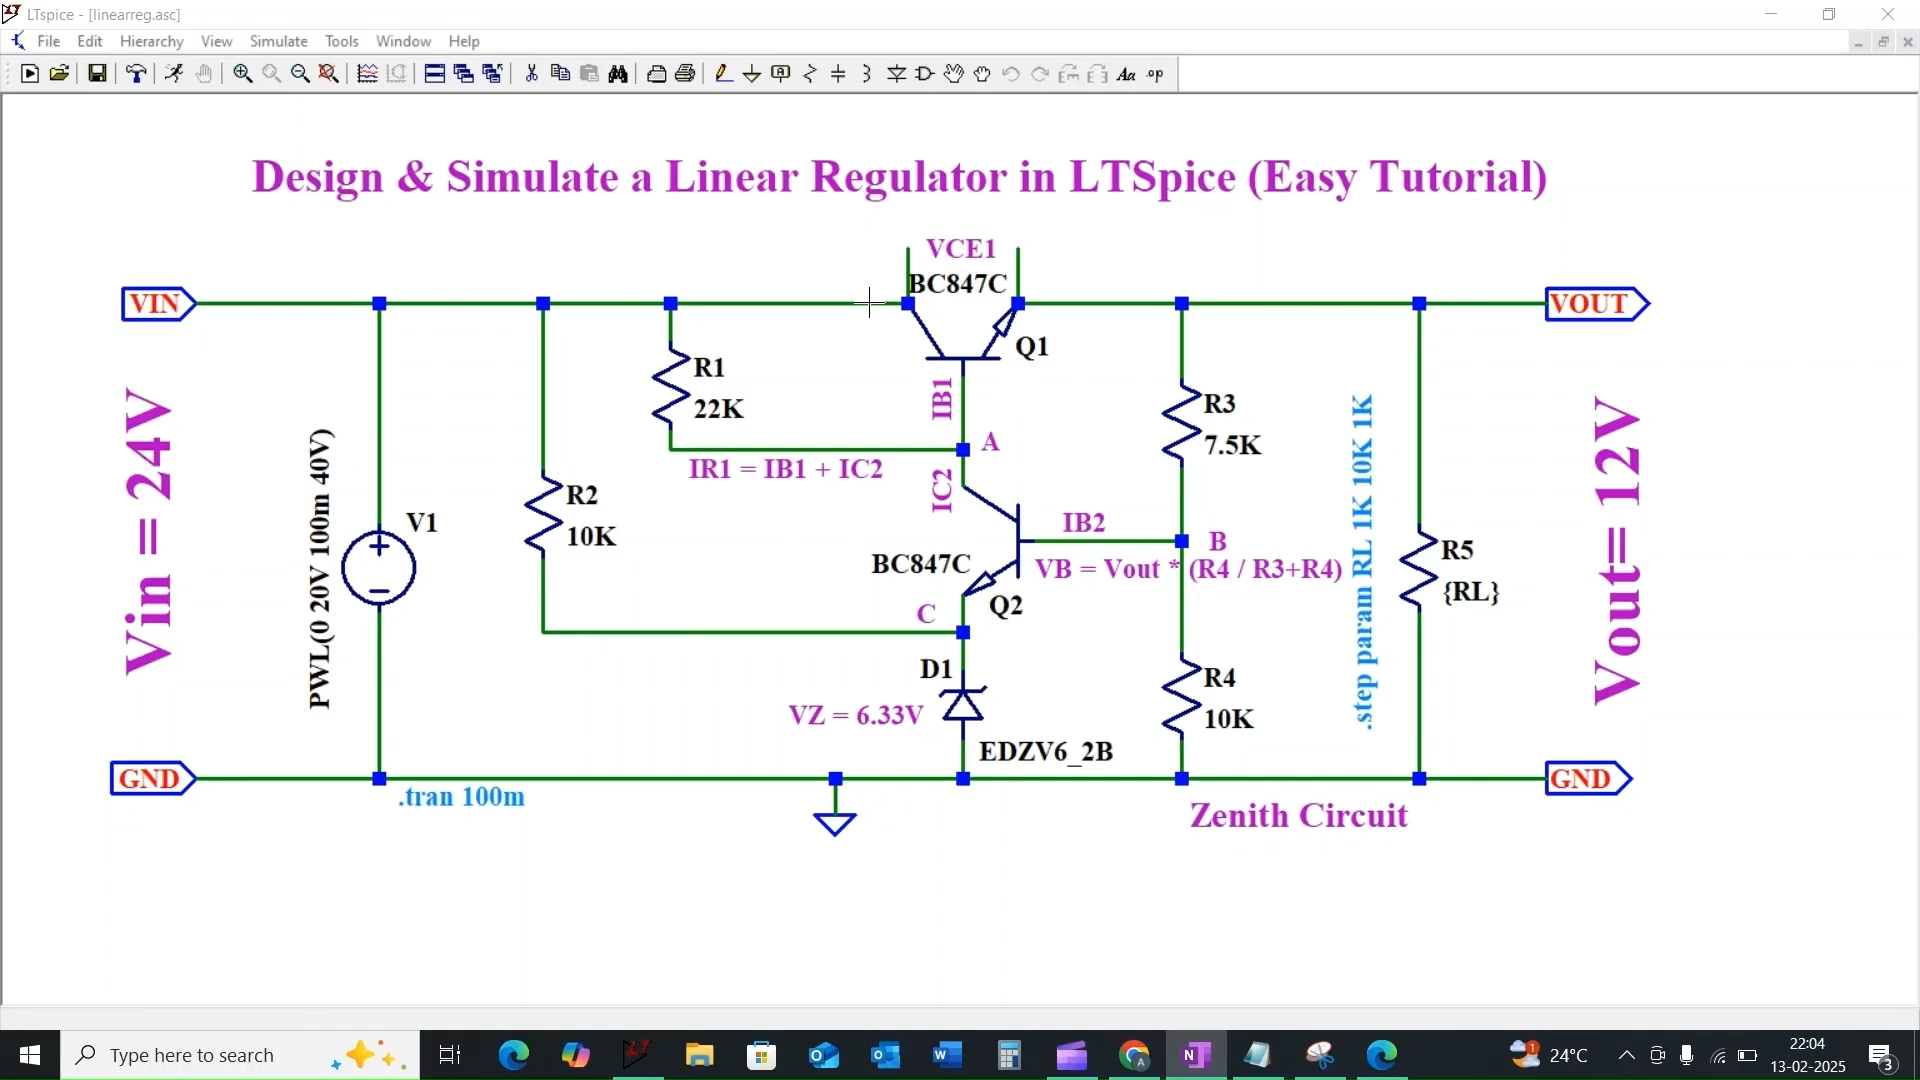 LTspice - [linearreg.asc]
File Edit Hierarchy View Simulate Tools Window Help
Aa .op
Design & Simulate a Linear Regulator in LTSpice (Easy Tutorial)
VCE1
BC847C
VIN
VOUT
Q1
R1
22K
IB1
R3
7.5K
A
IR1 = IB1 + IC2
IC2
R2
10K
V1
PWL(0 20V 100m 40V)
Vin = 24V
IB2
B
BC847C
VB = Vout * (R4 / R3+R4)
Q2
C
.step param RL 1K 10K 1K
R5
{RL}
Vout= 12V
D1
VZ = 6.33V
EDZV6_2B
R4
10K
GND
GND
.tran 100m
Zenith Circuit
Type here to search
24°C
22:04
13-02-2025
3
1